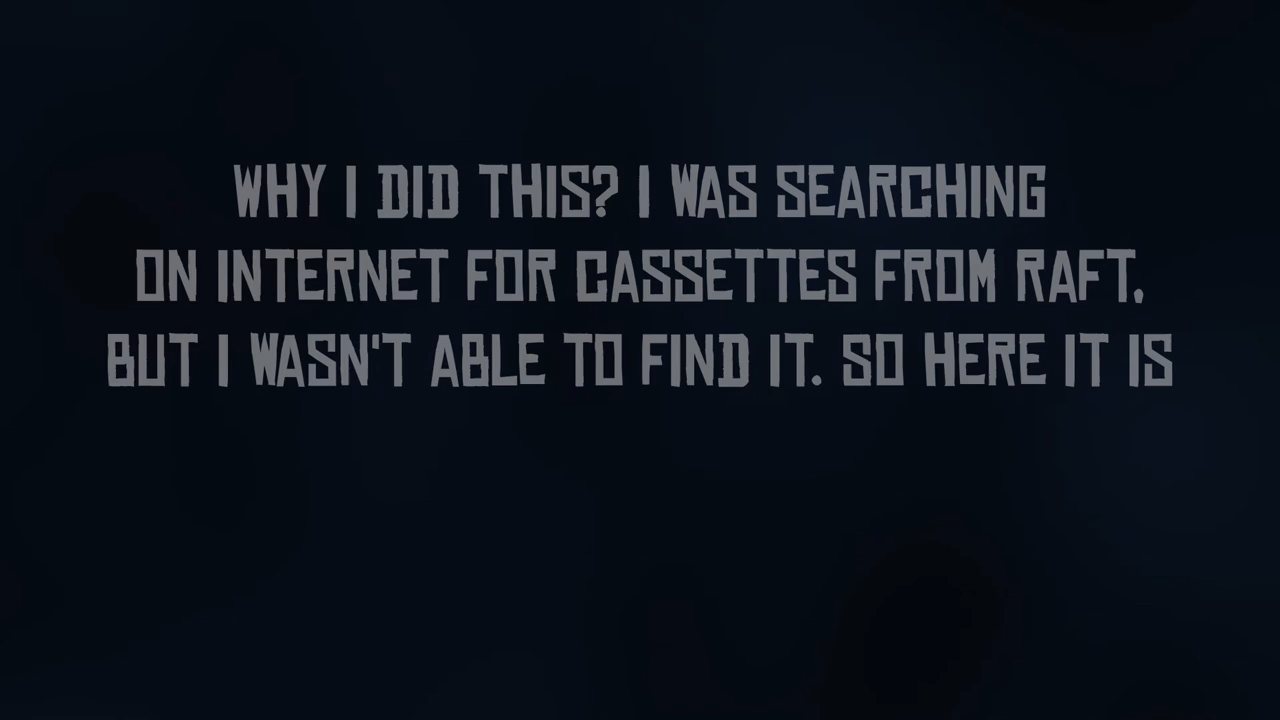 WHY I DID THIS? I WAS SEARCHING
ON INTERNET FOR CASSETTES FROM RAFT,
BUT I WASN'T ABLE TO FIND IT. SO HERE IT IS